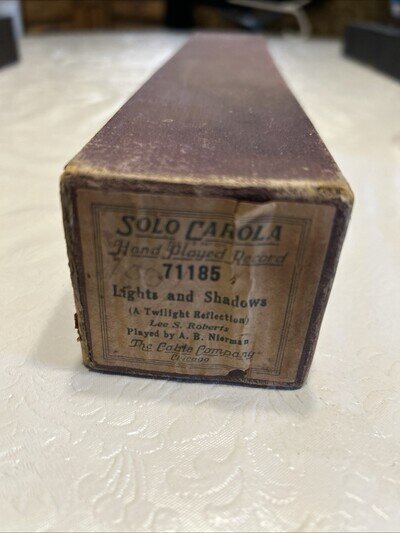 SOLO CAROLA
Hand Played Record
71185
Lights and Shadows
(A Twilight Reflection)
Lee S. Roberts
Played by A. B. Nierman
The Cable Company
Chicago